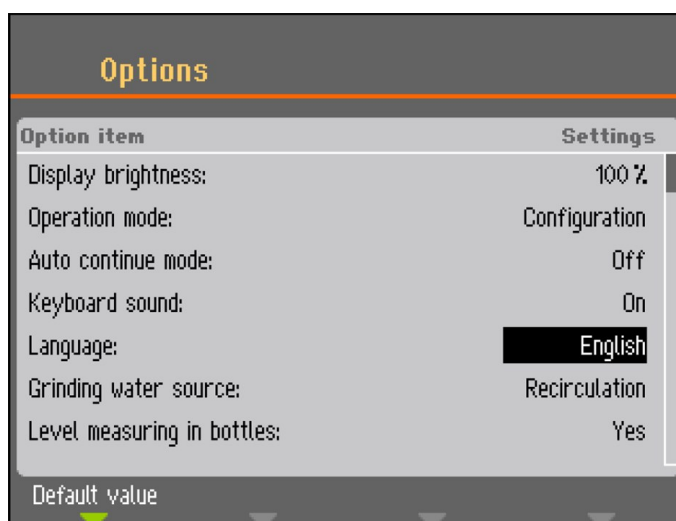 Options
Option item Settings
Display brightness: 100 %
Operation mode: Configuration
Auto continue mode: Off
Keyboard sound: On
Language: English
Grinding water source: Recirculation
Level measuring in bottles: Yes
Default value